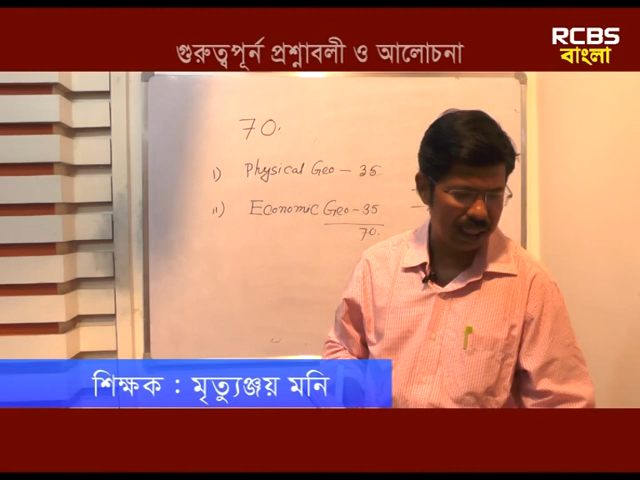 গুরুত্বপূর্ন প্রশ্নাবলী ও আলোচনা
RCBS
বাংলা
70.
i) Physical Geo - 35
ii) Economic Geo - 35
70.
শিক্ষক : মৃত্যুঞ্জয় মনি